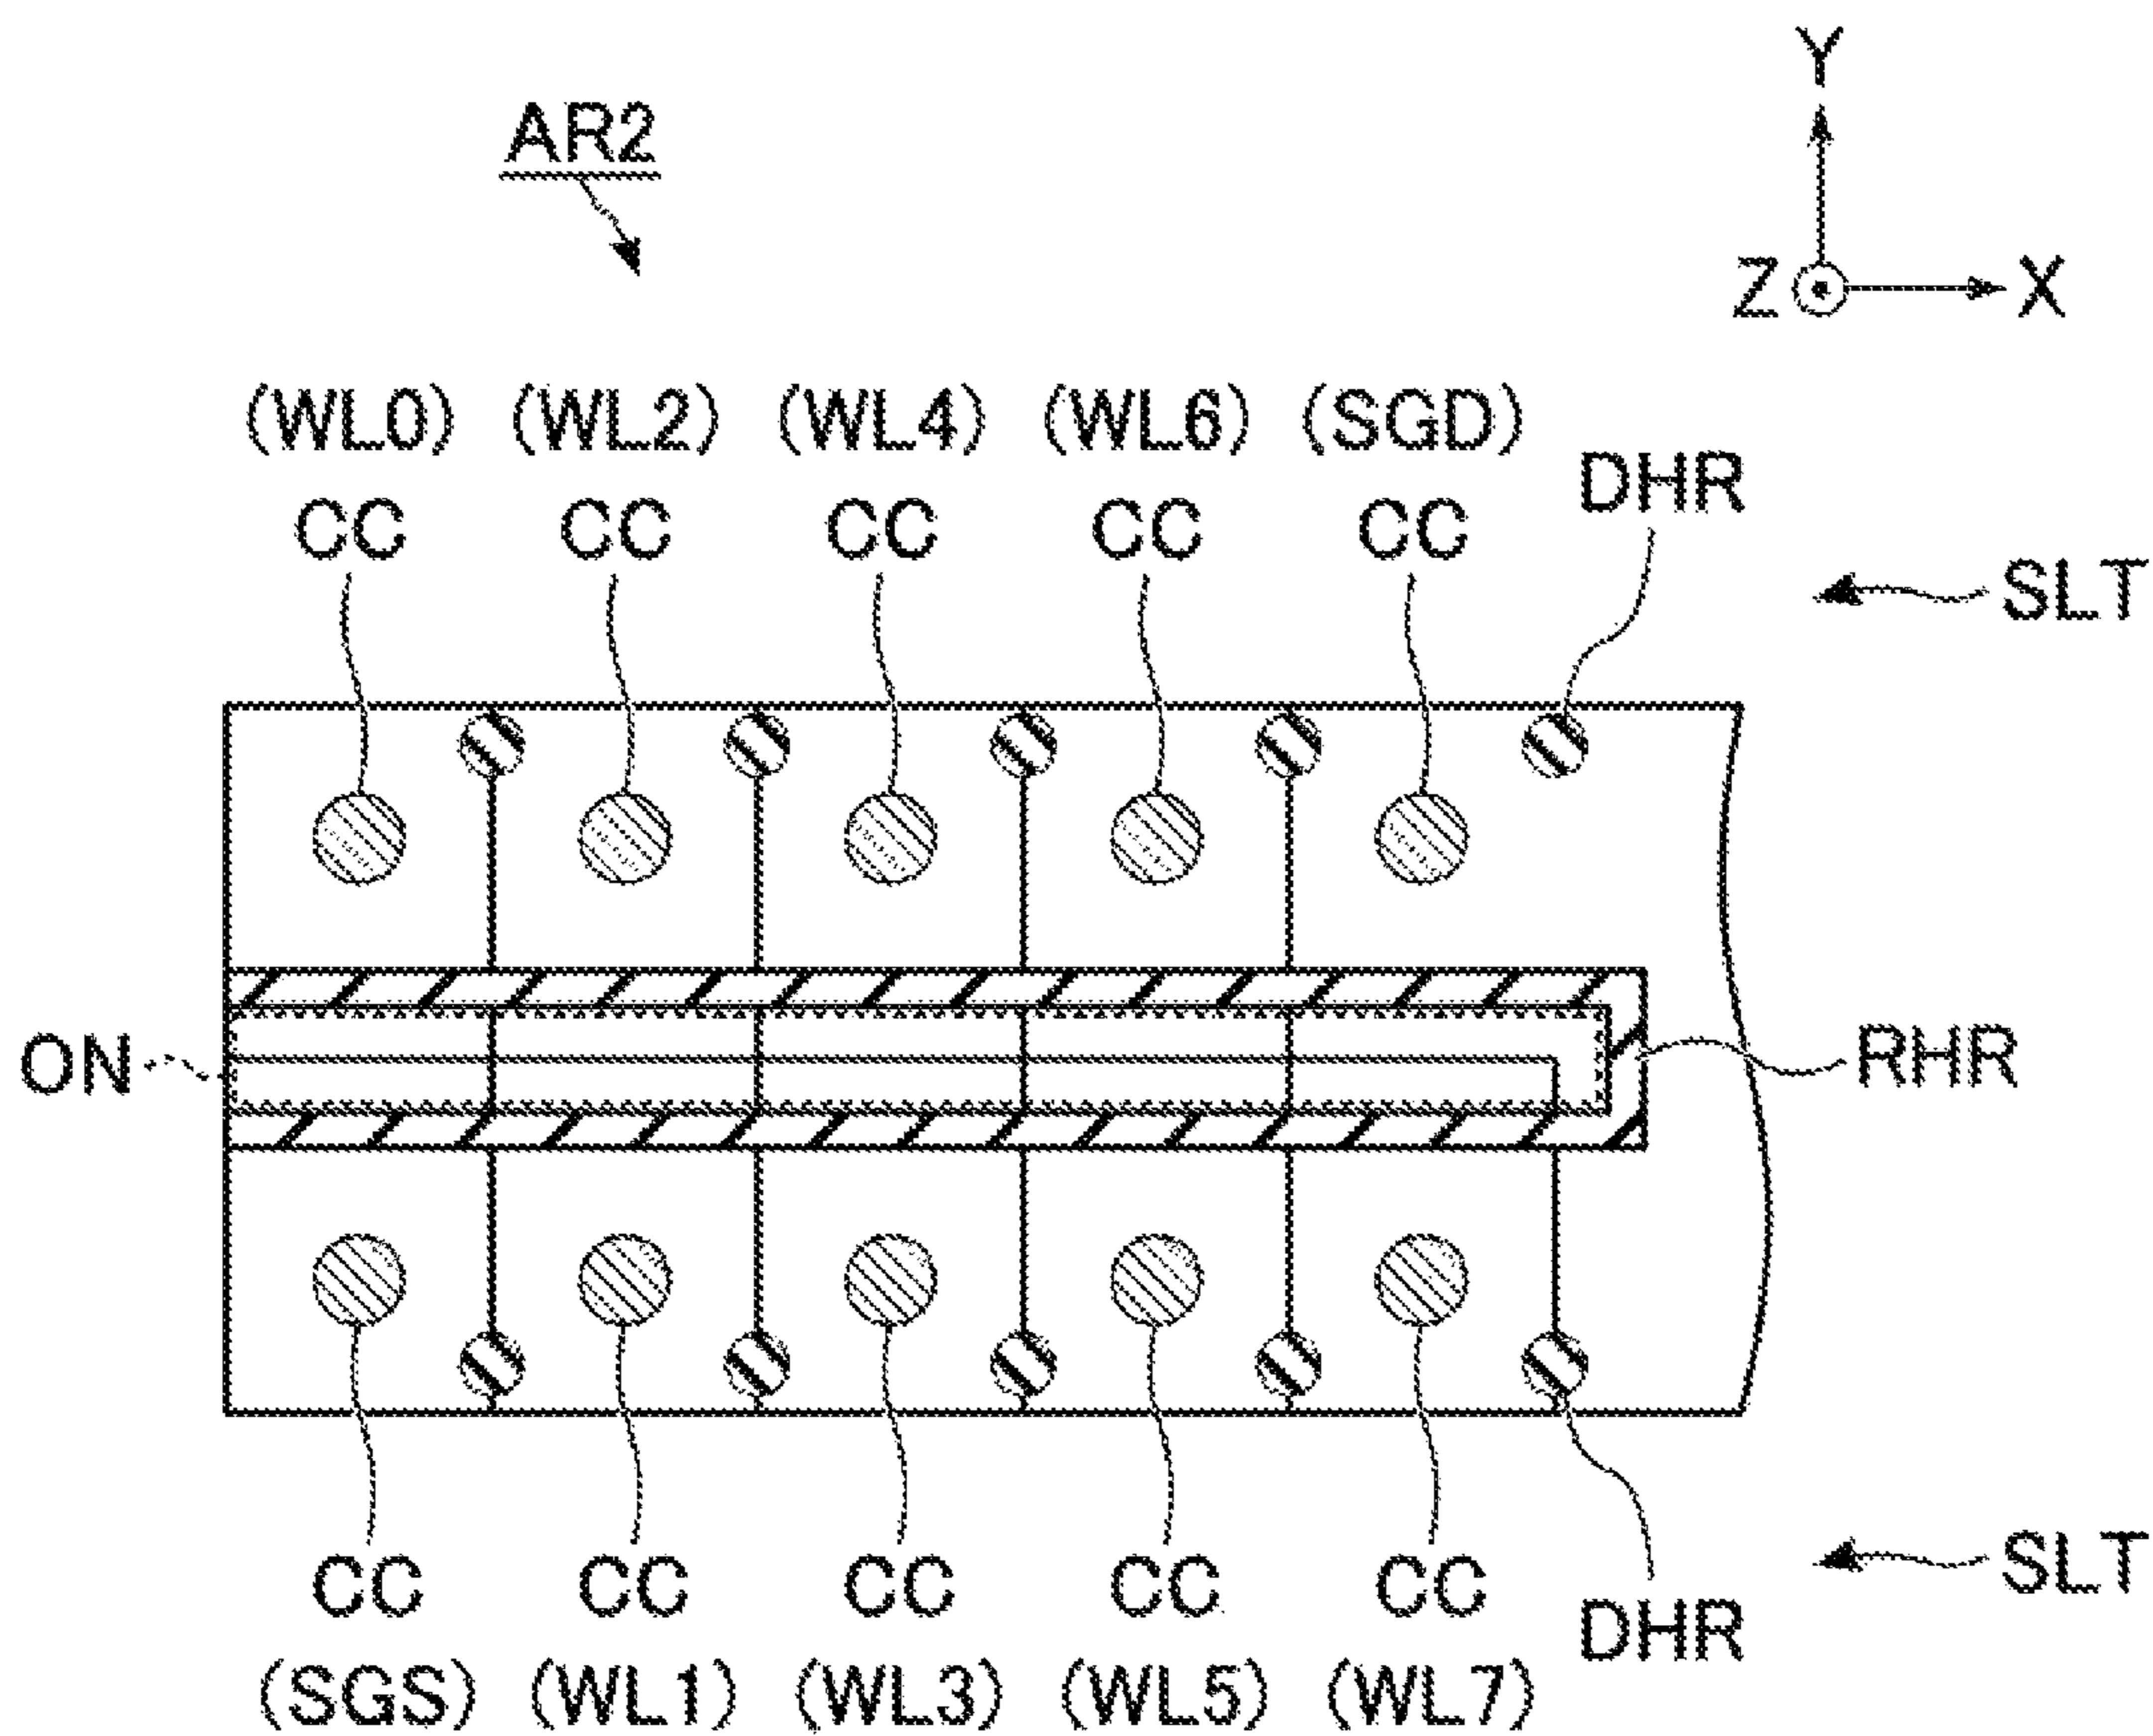 Y
AR2
Z X
(WL0) (WL2) (WL4) (WL6) (SGD)
DHR
CC CC CC CC CC
SLT
ON
RHR
SLT
CC CC CC CC CC
DHR
(SGS) (WL1) (WL3) (WL5) (WL7)